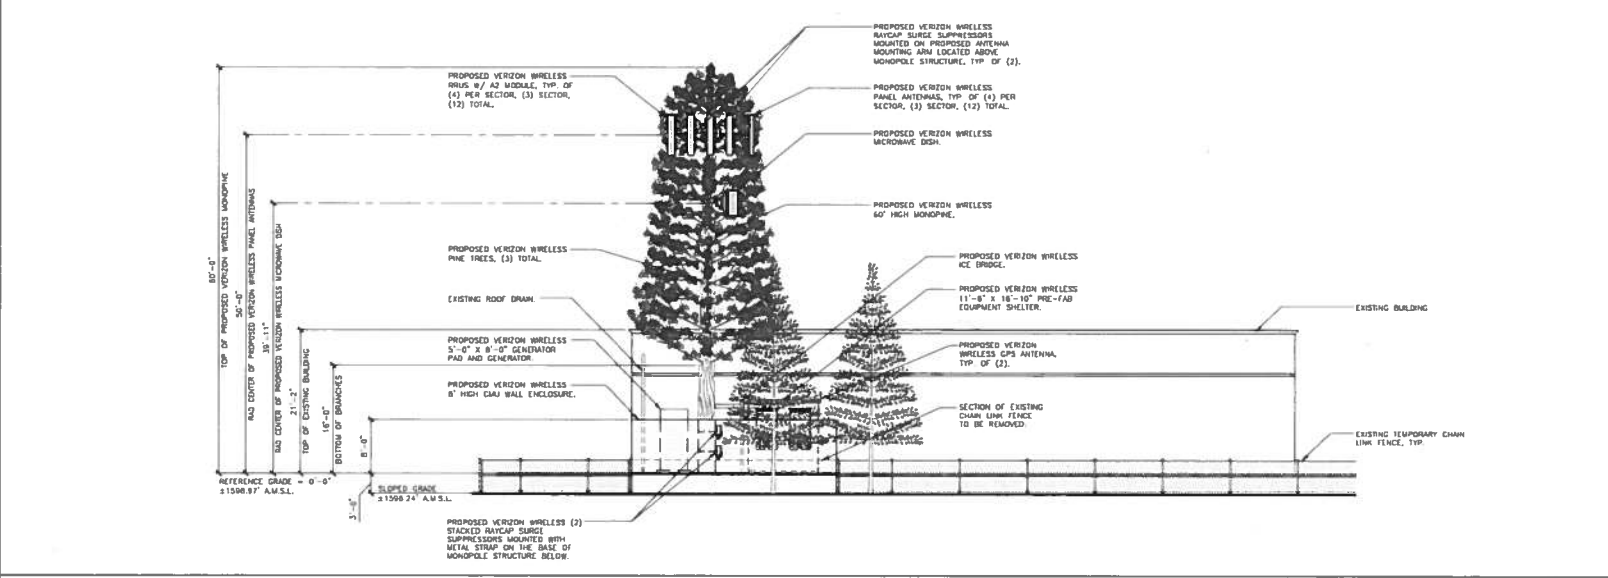 PROPOSED VERIZON WIRELESS
RAYCAP SURGE SUPPRESSORS
MOUNTED ON PROPOSED ANTENNA
MOUNTING ARM LOCATED ABOVE
MONOPOLE STRUCTURE, TYP OF (2).
PROPOSED VERIZON WIRELESS
RRUS W/ A2 MODULE, TYP. OF
(4) PER SECTOR, (3) SECTOR,
(12) TOTAL.
PROPOSED VERIZON WIRELESS
PANEL ANTENNAS, TYP OF (4) PER
SECTOR, (3) SECTOR, (12) TOTAL.
PROPOSED VERIZON WIRELESS
MICROWAVE DISH.
PROPOSED VERIZON WIRELESS
60' HIGH MONOPINE.
PROPOSED VERIZON WIRELESS
PINE TREES, (3) TOTAL.
PROPOSED VERIZON WIRELESS
ICE BRIDGE.
EXISTING ROOF DRAIN.
PROPOSED VERIZON WIRELESS
11'-6" X 16'-10" PRE-FAB
EQUIPMENT SHELTER.
EXISTING BUILDING
PROPOSED VERIZON WIRELESS
5'-0" X 8'-0" GENERATOR
PAD AND GENERATOR.
PROPOSED VERIZON
WIRELESS GPS ANTENNA,
TYP OF (2).
PROPOSED VERIZON WIRELESS
8' HIGH CMU WALL ENCLOSURE.
SECTION OF EXISTING
CHAIN LINK FENCE
TO BE REMOVED.
EXISTING TEMPORARY CHAIN
LINK FENCE, TYP.
60'-0"
TOP OF PROPOSED VERIZON WIRELESS MONOPINE
50'-0"
RAD CENTER OF PROPOSED VERIZON WIRELESS PANEL ANTENNAS
39'-11"
RAD CENTER OF PROPOSED VERIZON WIRELESS MICROWAVE DISH
21'-2"
TOP OF EXISTING BUILDING
16'-0"
BOTTOM OF BRANCHES
8'-0"
REFERENCE GRADE = 0'-0"
±1598.97' A.M.S.L.
3'-0"
SLOPED GRADE
±1598.24' A.M.S.L.
PROPOSED VERIZON WIRELESS (2)
STACKED RAYCAP SURGE
SUPPRESSORS MOUNTED WITH
METAL STRAP ON THE BASE OF
MONOPOLE STRUCTURE BELOW.